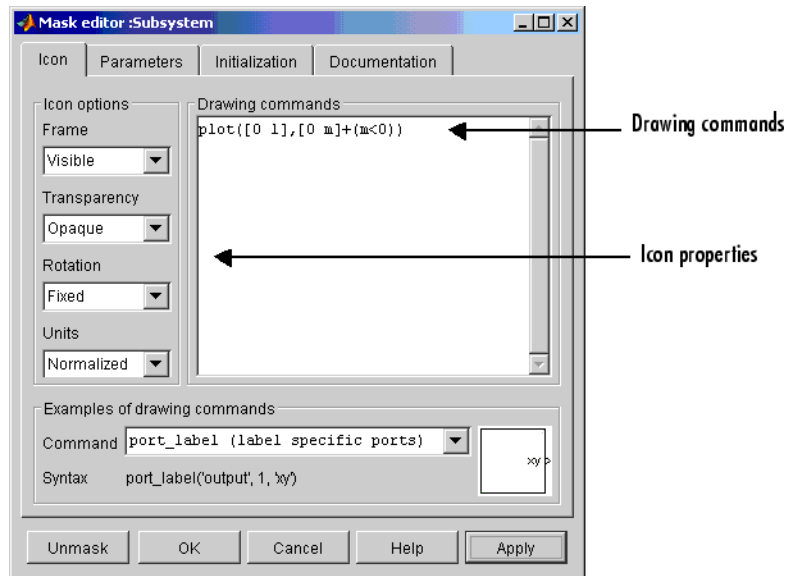 Mask editor :Subsystem
Icon
Parameters
Initialization
Documentation
Icon options
Frame
Visible
Transparency
Opaque
Rotation
Fixed
Units
Normalized
Drawing commands
plot([0 1],[0 m]+(m<0))
Drawing commands
Icon properties
Examples of drawing commands
Command port_label (label specific ports)
Syntax port_label('output', 1, 'xy')
xy
Unmask
OK
Cancel
Help
Apply